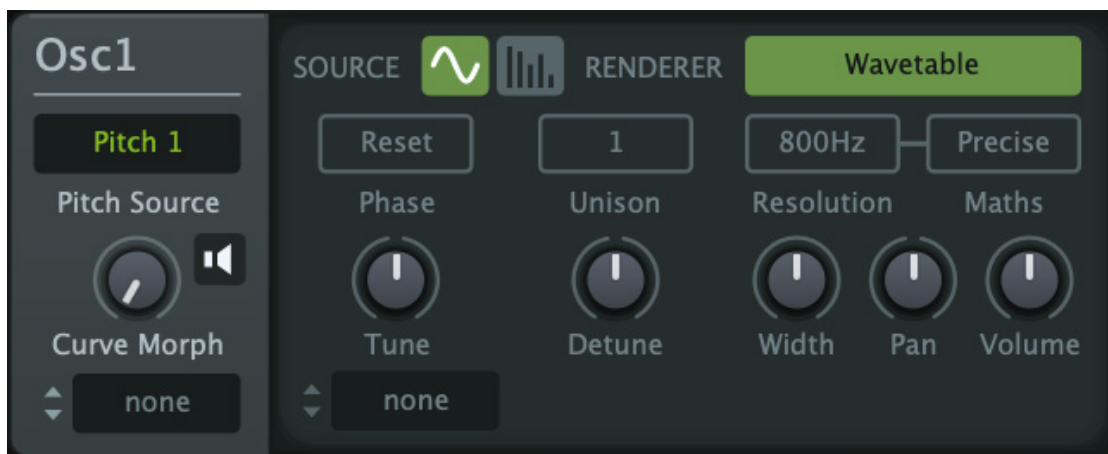 Osc1
Pitch 1
Pitch Source
Curve Morph
none
SOURCE RENDERER Wavetable
Reset 1 800Hz Precise
Phase Unison Resolution Maths
Tune Detune Width Pan Volume
none